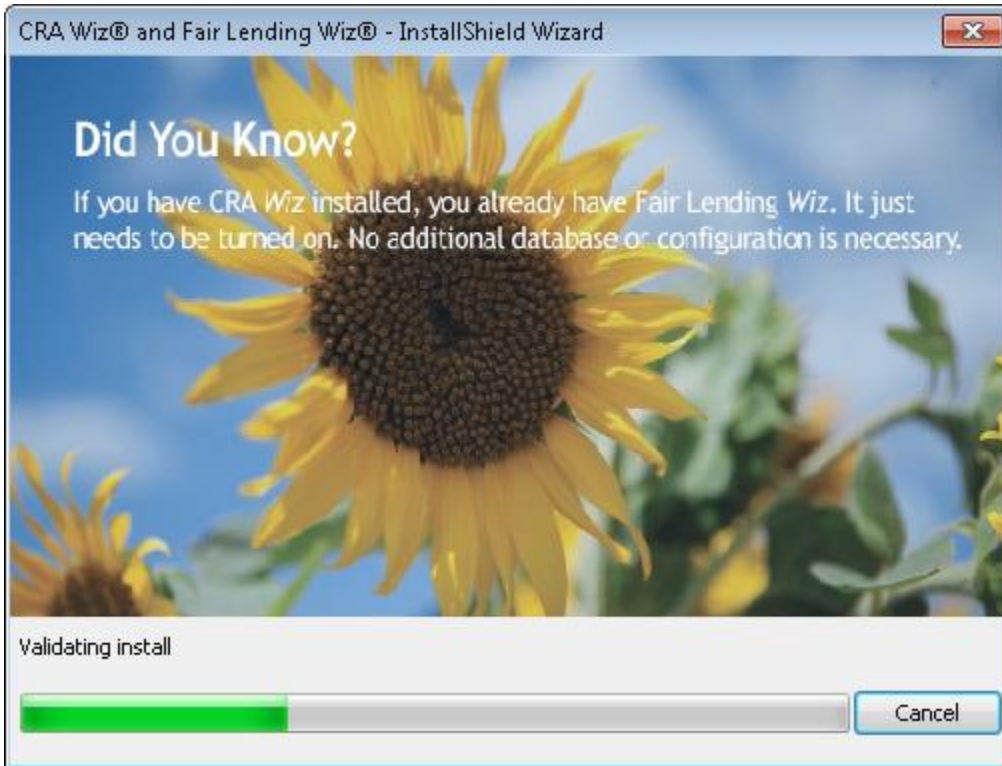 CRA Wiz® and Fair Lending Wiz® - InstallShield Wizard
Did You Know?
If you have CRA Wiz installed, you already have Fair Lending Wiz. It just
needs to be turned on. No additional database or configuration is necessary.
Validating install
Cancel